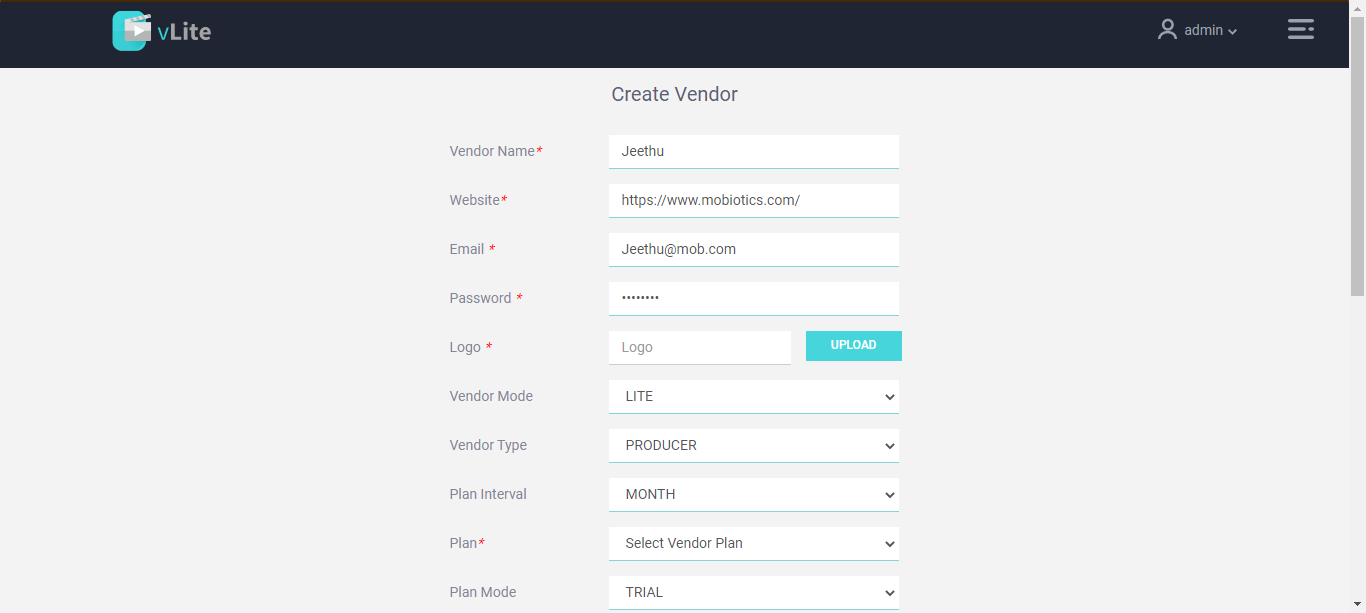 vLite
admin
Create Vendor
Vendor Name* Jeethu
Website* https://www.mobiotics.com/
Email * Jeethu@mob.com
Password * ••••••••
Logo * Logo UPLOAD
Vendor Mode LITE
Vendor Type PRODUCER
Plan Interval MONTH
Plan* Select Vendor Plan
Plan Mode TRIAL